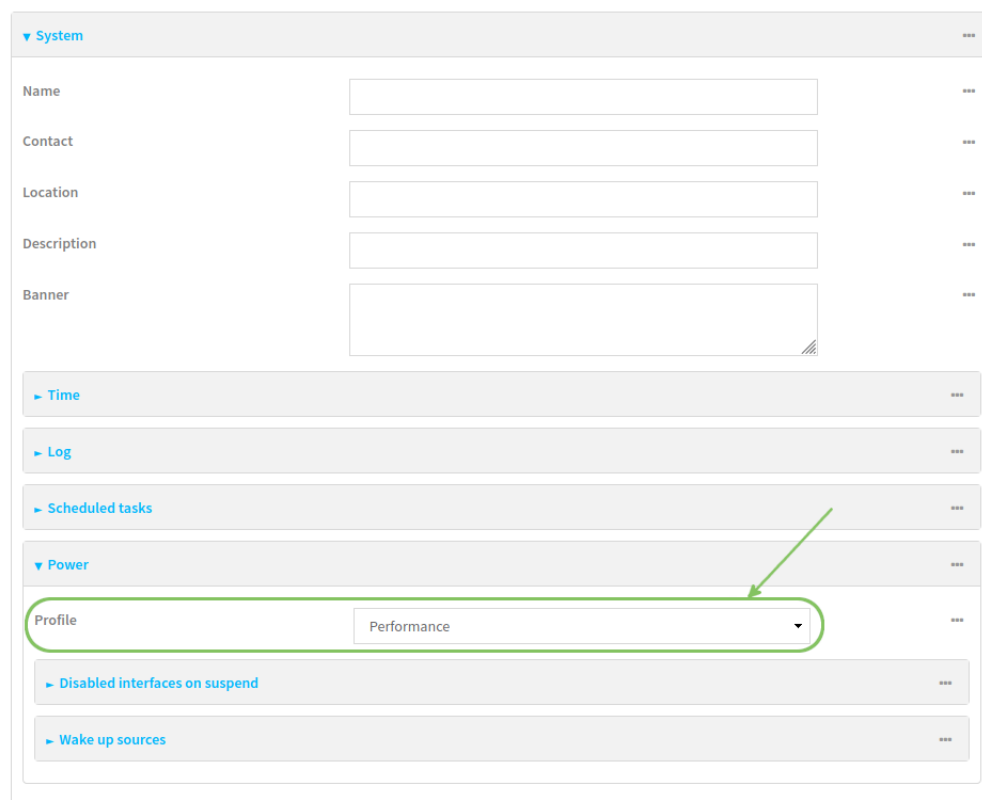 System
Name
Contact
Location
Description
Banner
Time
Log
Scheduled tasks
Power
Profile
Performance
Disabled interfaces on suspend
Wake up sources